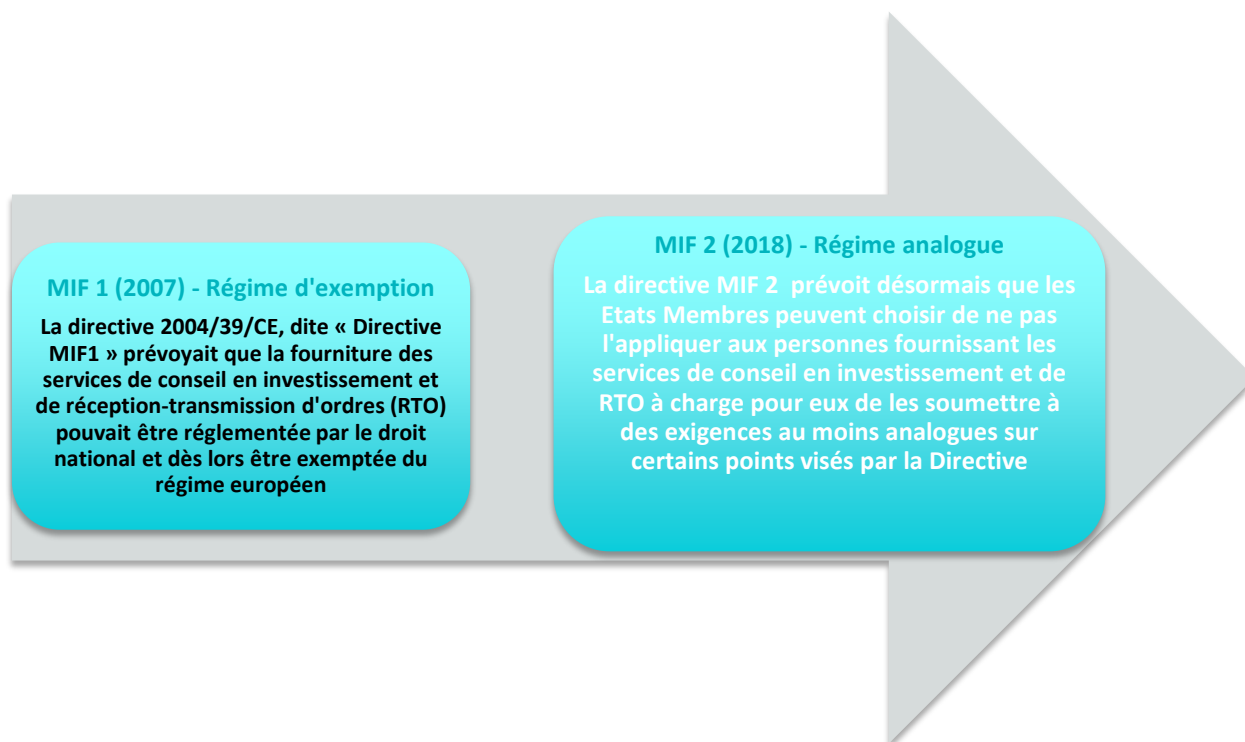 MIF 1 (2007) - Régime d'exemption
La directive 2004/39/CE, dite « Directive
MIF1 » prévoyait que la fourniture des
services de conseil en investissement et
de réception-transmission d'ordres (RTO)
pouvait être réglementée par le droit
national et dès lors être exemptée du
régime européen
MIF 2 (2018) - Régime analogue
La directive MIF 2 prévoit désormais que les
Etats Membres peuvent choisir de ne pas
l'appliquer aux personnes fournissant les
services de conseil en investissement et de
RTO à charge pour eux de les soumettre à
des exigences au moins analogues sur
certains points visés par la Directive